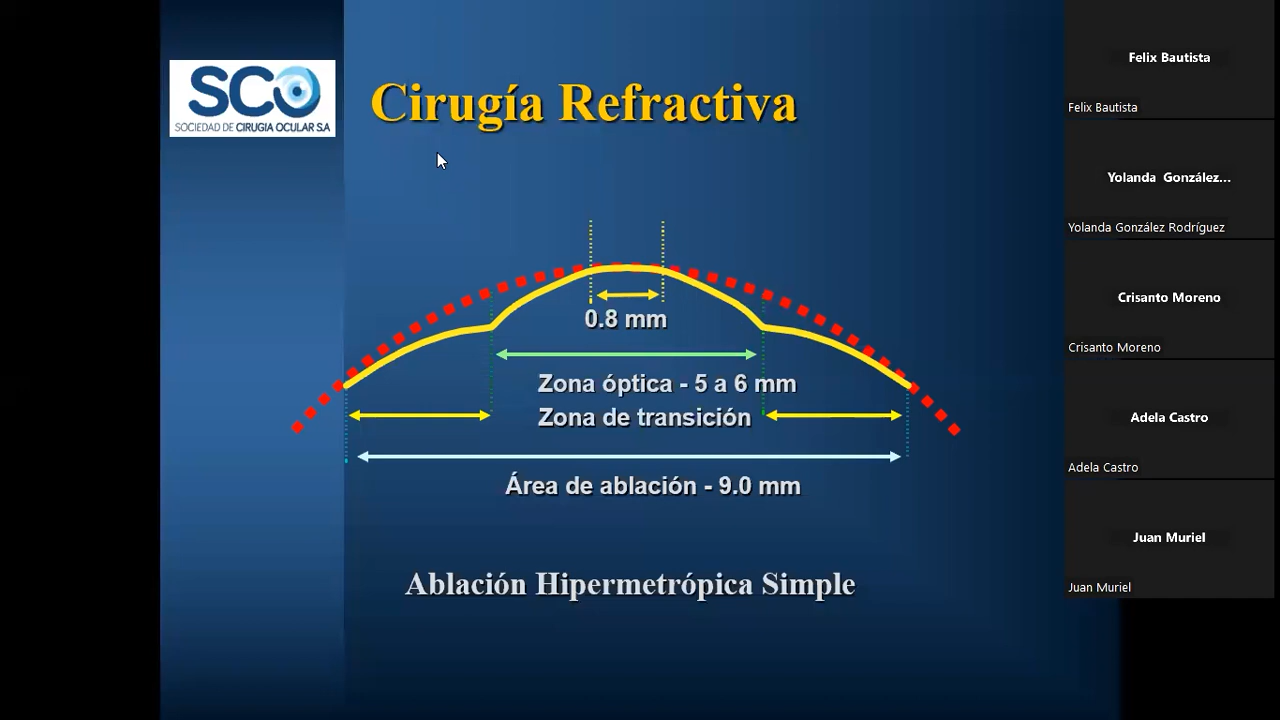 SCO
SOCIEDAD DE CIRUGIA OCULAR S.A
Cirugía Refractiva
0.8 mm
Zona óptica - 5 a 6 mm
Zona de transición
Área de ablación - 9.0 mm
Ablación Hipermetrópica Simple
Felix Bautista
Felix Bautista
Yolanda González...
Yolanda González Rodríguez
Crisanto Moreno
Crisanto Moreno
Adela Castro
Adela Castro
Juan Muriel
Juan Muriel